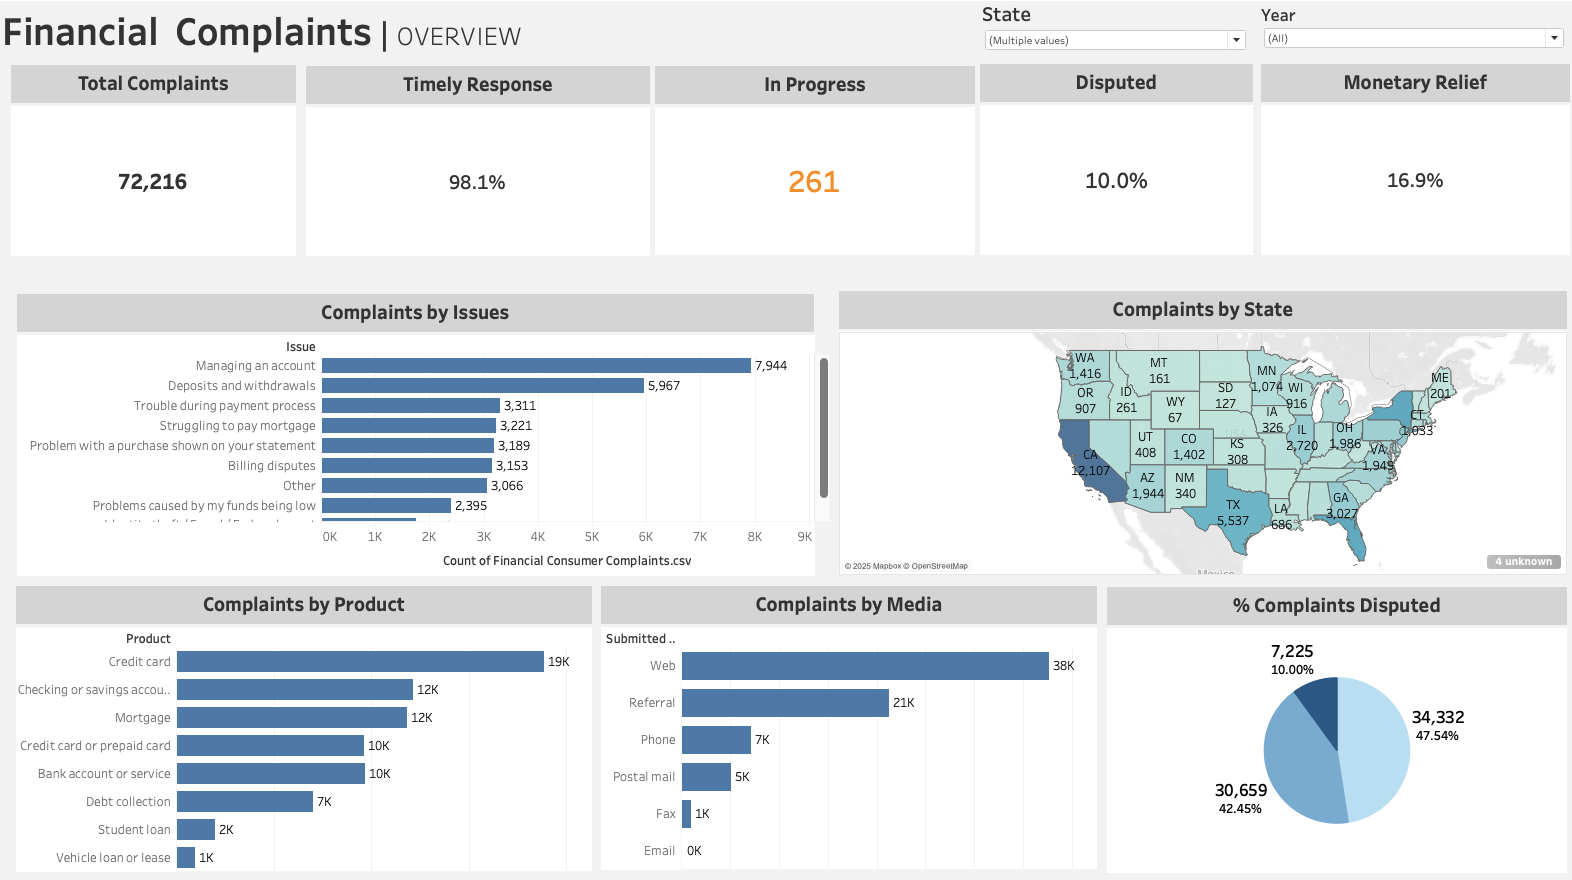 Financial Complaints | OVERVIEW
State
(Multiple values)
Year
(All)
Total Complaints
72,216
Timely Response
98.1%
In Progress
261
Disputed
10.0%
Monetary Relief
16.9%
Complaints by Issues
Issue
Managing an account 7,944
Deposits and withdrawals 5,967
Trouble during payment process 3,311
Struggling to pay mortgage 3,221
Problem with a purchase shown on your statement 3,189
Billing disputes 3,153
Other 3,066
Problems caused by my funds being low 2,395
0K 1K 2K 3K 4K 5K 6K 7K 8K 9K
Count of Financial Consumer Complaints.csv
Complaints by State
WA
1,416
MT
161
MN
1,074
ME
201
OR
907
ID
261
SD
127
WI
916
WY
67
IA
326
CT
1,033
UT
408
CO
1,402
USA
KS
308
IL
2,720
OH
1,986
CA
12,107
VA
1,949
AZ
1,944
NM
340
TX
5,537
LA
686
GA
3,027
Mexico
© 2025 Mapbox © OpenStreetMap
4 unknown
Complaints by Product
Product
Credit card 19K
Checking or savings accou.. 12K
Mortgage 12K
Credit card or prepaid card 10K
Bank account or service 10K
Debt collection 7K
Student loan 2K
Vehicle loan or lease 1K
Complaints by Media
Submitted ..
Web 38K
Referral 21K
Phone 7K
Postal mail 5K
Fax 1K
Email 0K
% Complaints Disputed
7,225
10.00%
34,332
47.54%
30,659
42.45%